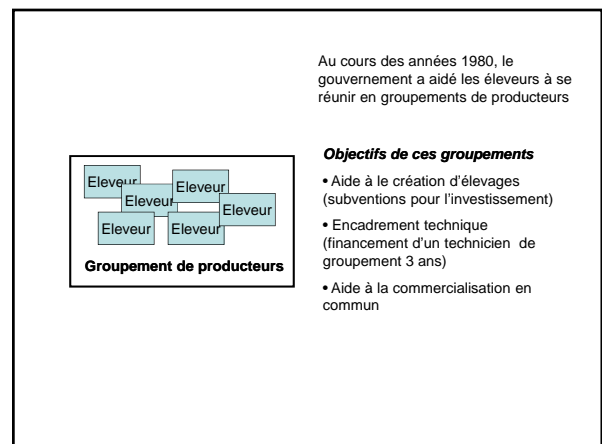 Au cours des années 1980, le
gouvernement a aidé les éleveurs à se
réunir en groupements de producteurs
Eleveur
Eleveur
Eleveur
Eleveur
Eleveur
Eleveur
Groupement de producteurs
Objectifs de ces groupements
• Aide à le création d’élevages
(subventions pour l’investissement)
• Encadrement technique
(financement d’un technicien de
groupement 3 ans)
• Aide à la commercialisation en
commun